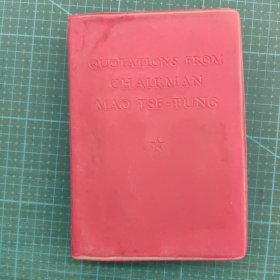 QUOTATIONS FROM
CHAIRMAN
MAO TSE-TUNG